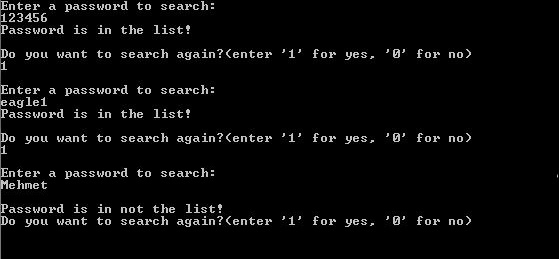 Enter a password to search:
123456
Password is in the list!
Do you want to search again?(enter '1' for yes, '0' for no)
1
Enter a password to search:
eagle1
Password is in the list!
Do you want to search again?(enter '1' for yes, '0' for no)
1
Enter a password to search:
Mehmet
Password is in not the list!
Do you want to search again?(enter '1' for yes, '0' for no)